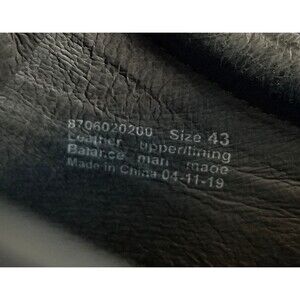 8706020200 Size 43
Leather upper/lining
Balance man made
Made in China 04-11-19